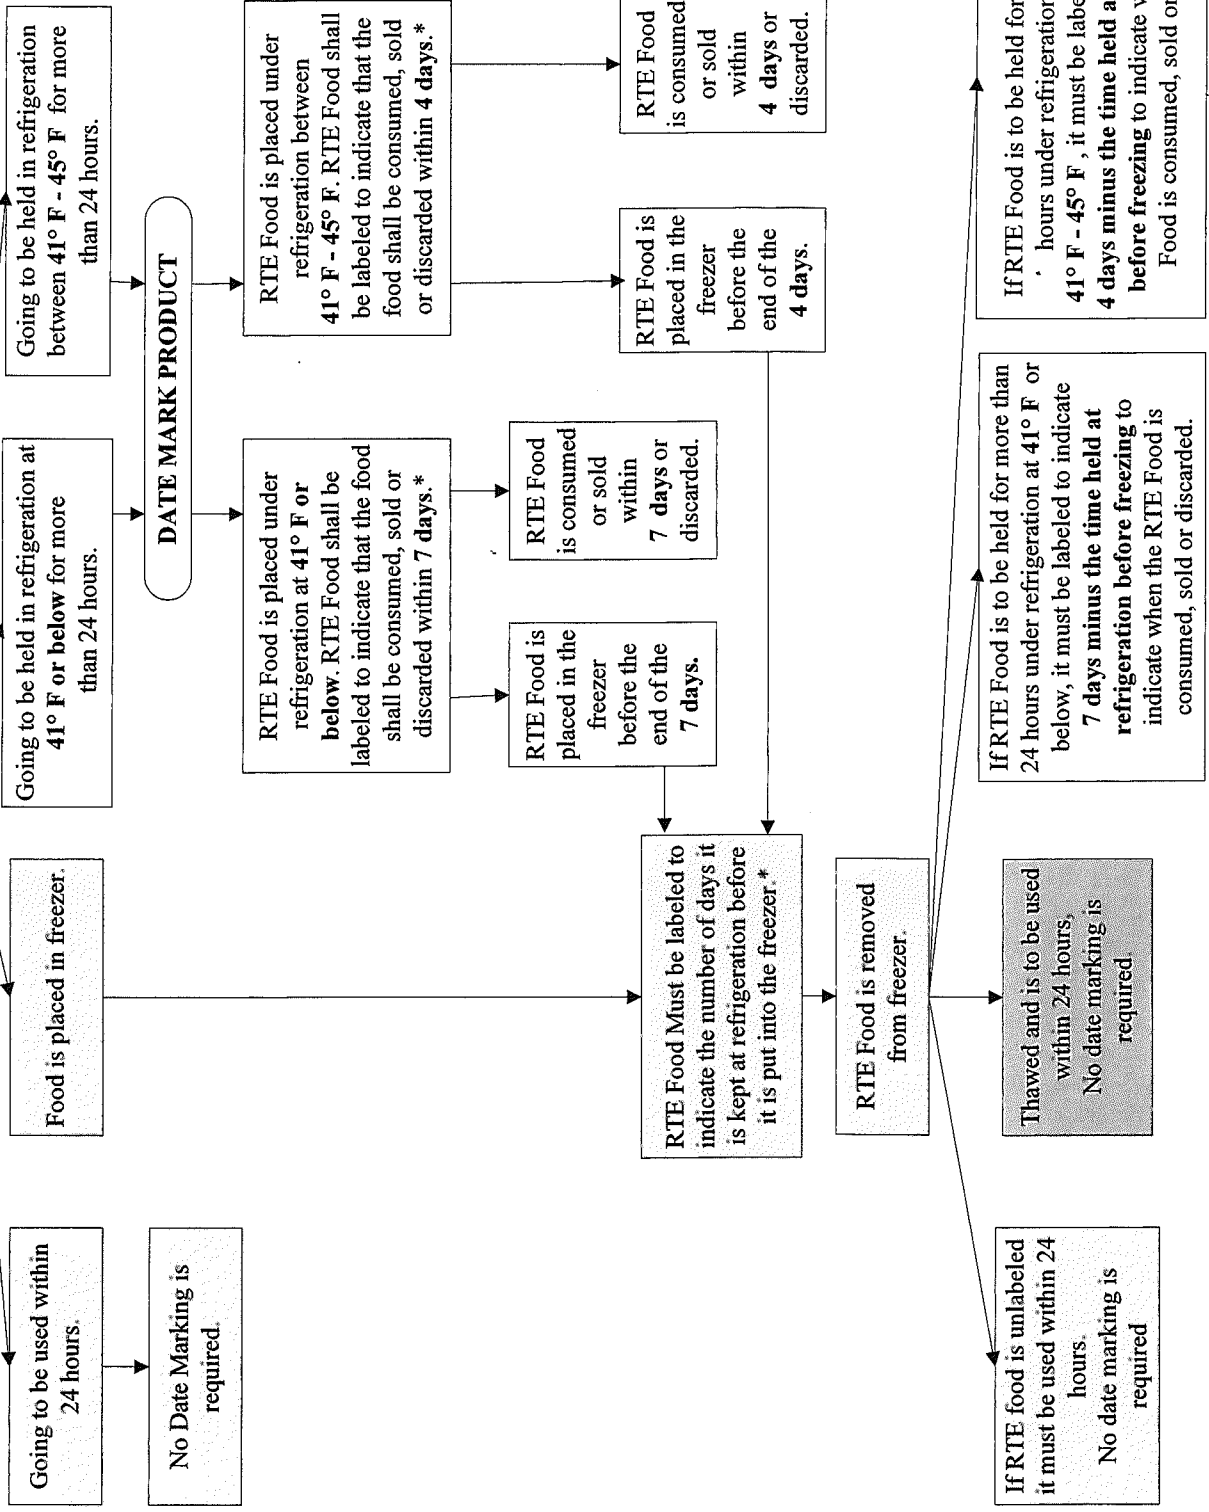 Going to be used within
24 hours.
No Date Marking is
required.
Food is placed in freezer.
Going to be held in refrigeration at
41° F or below for more
than 24 hours.
Going to be held in refrigeration
between 41° F - 45° F for more
than 24 hours.
DATE MARK PRODUCT
RTE Food is placed under
refrigeration at 41° F or
below. RTE Food shall be
labeled to indicate that the food
shall be consumed, sold or
discarded within 7 days.*
RTE Food is placed under
refrigeration between
41° F - 45° F. RTE Food shall
be labeled to indicate that the
food shall be consumed, sold
or discarded within 4 days.*
RTE Food is
placed in the
freezer
before the
end of the
7 days.
RTE Food
is consumed
or sold
within
7 days or
discarded.
RTE Food is
placed in the
freezer
before the
end of the
4 days.
RTE Food
is consumed
or sold
within
4 days or
discarded.
RTE Food Must be labeled to
indicate the number of days it
is kept at refrigeration before
it is put into the freezer.*
RTE Food is removed
from freezer.
If RTE food is unlabeled
it must be used within 24
hours.
No date marking is
required
Thawed and is to be used
within 24 hours,
No date marking is
required
If RTE Food is to be held for more than
24 hours under refrigeration at 41° F or
below, it must be labeled to indicate
7 days minus the time held at
refrigeration before freezing to
indicate when the RTE Food is
consumed, sold or discarded.
If RTE Food is to be held for
hours under refrigeration
41° F - 45° F , it must be labe
4 days minus the time held
before freezing to indicate
Food is consumed, sold or